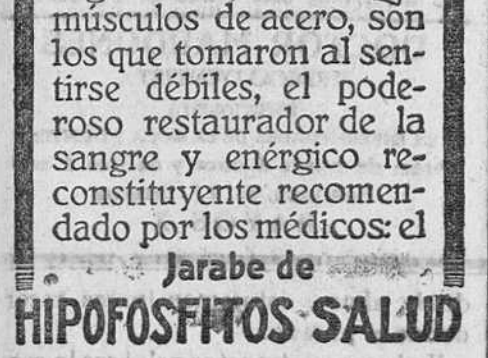 músculos de acero, son
los que tomaron al sen-
tirse débiles, el pode-
roso restaurador de la
sangre y enérgico re-
constituyente recomen-
dado por los médicos: el
Jarabe de
HIPOFOSFITOS SALUD